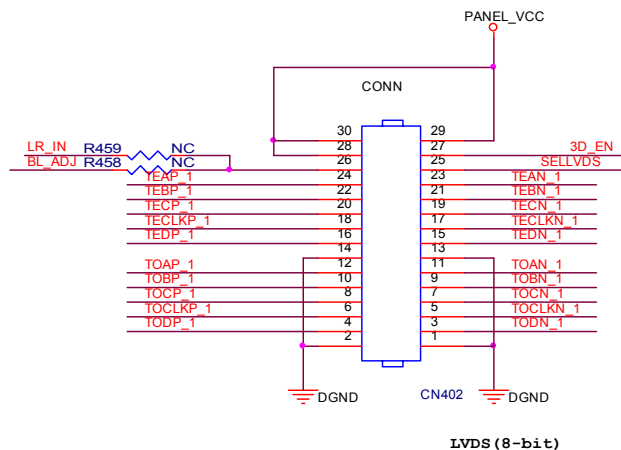 PANEL_VCC
CONN
30 29
LR_IN R459 NC 28 27 3D_EN
BL_ADJ R458 NC 26 25 SELLVDS
TEAP_1 24 23 TEAN_1
TEBP_1 22 21 TEBN_1
TECP_1 20 19 TECN_1
TECLKP_1 18 17 TECLKN_1
TEDP_1 16 15 TEDN_1
14 13
TOAP_1 12 11 TOAN_1
TOBP_1 10 9 TOBN_1
TOCP_1 8 7 TOCN_1
TOCLKP_1 6 5 TOCLKN_1
TODP_1 4 3 TODN_1
2 1
DGND CN402 DGND
LVDS(8-bit)